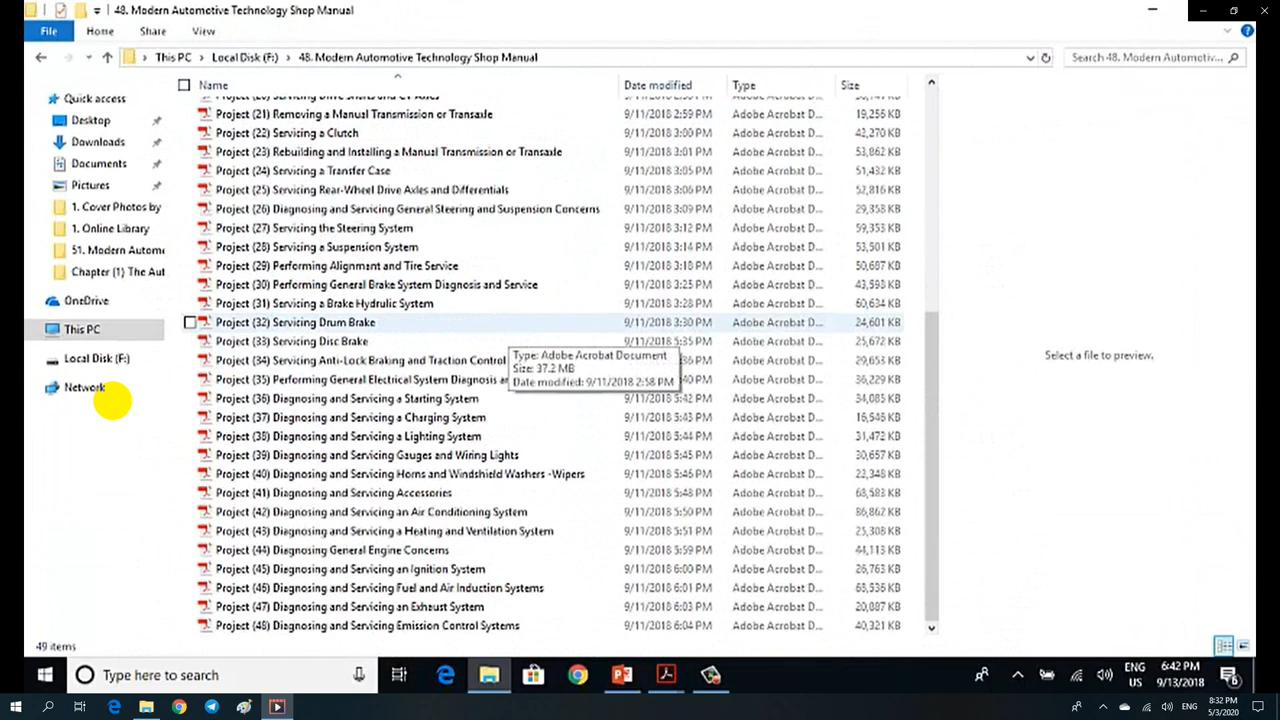 48. Modern Automotive Technology Shop Manual
File Home Share View
This PC Local Disk (F:) 48. Modern Automotive Technology Shop Manual Search 48. Modern Automotiv...
Name Date modified Type Size
Quick access
Desktop
Downloads
Documents
Pictures
1. Cover Photos by
1. Online Library
51. Modern Autome
Chapter (1) The Aut
OneDrive
This PC
Local Disk (F:)
Network
Project (21) Removing a Manual Transmission or Transaxle 9/11/2018 2:59 PM Adobe Acrobat D... 19,256 KB
Project (22) Servicing a Clutch 9/11/2018 3:00 PM Adobe Acrobat D... 42,270 KB
Project (23) Rebuilding and Installing a Manual Transmission or Transaxle 9/11/2018 3:01 PM Adobe Acrobat D... 53,862 KB
Project (24) Servicing a Transfer Case 9/11/2018 3:05 PM Adobe Acrobat D... 51,432 KB
Project (25) Servicing Rear-Wheel Drive Axles and Differentials 9/11/2018 3:06 PM Adobe Acrobat D... 52,816 KB
Project (26) Diagnosing and Servicing General Steering and Suspension Concerns 9/11/2018 3:09 PM Adobe Acrobat D... 29,358 KB
Project (27) Servicing the Steering System 9/11/2018 3:12 PM Adobe Acrobat D... 59,353 KB
Project (28) Servicing a Suspension System 9/11/2018 3:14 PM Adobe Acrobat D... 53,501 KB
Project (29) Performing Alignment and Tire Service 9/11/2018 3:18 PM Adobe Acrobat D... 50,687 KB
Project (30) Performing General Brake System Diagnosis and Service 9/11/2018 3:25 PM Adobe Acrobat D... 43,598 KB
Project (31) Servicing a Brake Hydrulic System 9/11/2018 3:28 PM Adobe Acrobat D... 60,634 KB
Project (32) Servicing Drum Brake 9/11/2018 3:30 PM Adobe Acrobat D... 24,601 KB
Project (33) Servicing Disc Brake 9/11/2018 5:35 PM Adobe Acrobat D... 25,672 KB
Project (34) Servicing Anti-Lock Braking and Traction Control Adobe Acrobat D... 29,653 KB
Project (35) Performing General Electrical System Diagnosis Adobe Acrobat D... 36,229 KB
Type: Adobe Acrobat Document
Size: 37.2 MB
Date modified: 9/11/2018 2:58 PM
Project (36) Diagnosing and Servicing a Starting System 9/11/2018 5:42 PM Adobe Acrobat D... 34,085 KB
Project (37) Diagnosing and Servicing a Charging System 9/11/2018 5:43 PM Adobe Acrobat D... 16,546 KB
Project (38) Diagnosing and Servicing a Lighting System 9/11/2018 5:44 PM Adobe Acrobat D... 31,472 KB
Project (39) Diagnosing and Servicing Gauges and Wiring Lights 9/11/2018 5:45 PM Adobe Acrobat D... 30,657 KB
Project (40) Diagnosing and Servicing Horns and Windshield Washers -Wipers 9/11/2018 5:46 PM Adobe Acrobat D... 22,348 KB
Project (41) Diagnosing and Servicing Accessories 9/11/2018 5:48 PM Adobe Acrobat D... 68,583 KB
Project (42) Diagnosing and Servicing an Air Conditioning System 9/11/2018 5:50 PM Adobe Acrobat D... 86,862 KB
Project (43) Diagnosing and Servicing a Heating and Ventilation System 9/11/2018 5:51 PM Adobe Acrobat D... 25,308 KB
Project (44) Diagnosing General Engine Concerns 9/11/2018 5:59 PM Adobe Acrobat D... 44,113 KB
Project (45) Diagnosing and Servicing an Ignition System 9/11/2018 6:00 PM Adobe Acrobat D... 26,763 KB
Project (46) Diagnosing and Servicing Fuel and Air Induction Systems 9/11/2018 6:01 PM Adobe Acrobat D... 68,536 KB
Project (47) Diagnosing and Servicing an Exhaust System 9/11/2018 6:03 PM Adobe Acrobat D... 20,887 KB
Project (48) Diagnosing and Servicing Emission Control Systems 9/11/2018 6:04 PM Adobe Acrobat D... 40,321 KB
Select a file to preview.
49 items
Type here to search
ENG
US
6:42 PM
9/13/2018
6
ENG
8:32 PM
5/3/2020